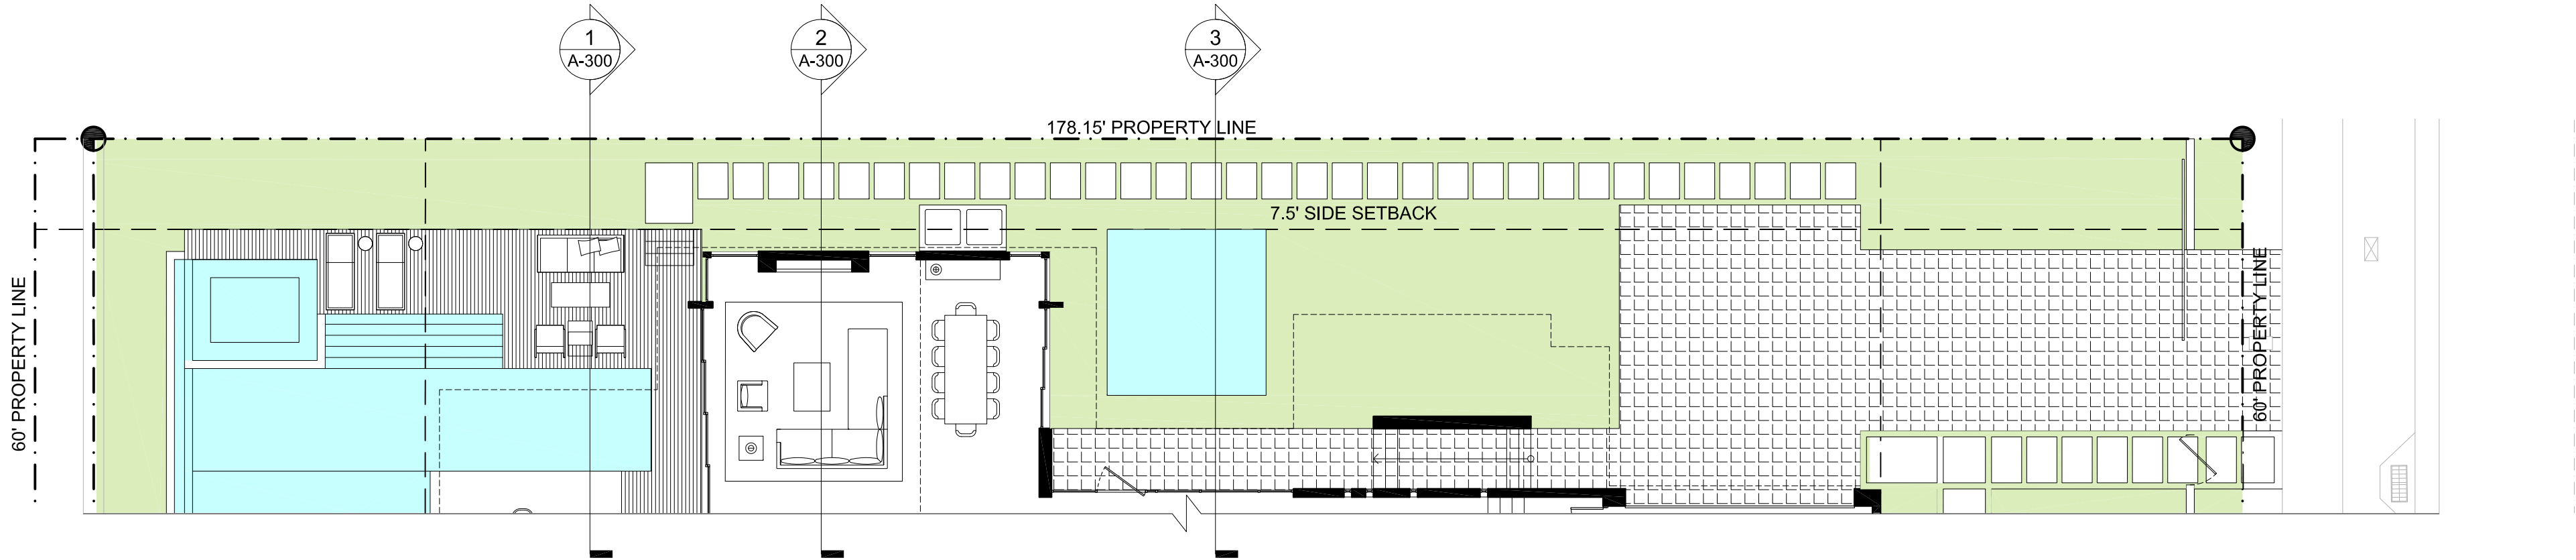 1
A-300
2
A-300
3
A-300
178.15' PROPERTY LINE
7.5' SIDE SETBACK
60' PROPERTY LINE
60' PROPERTY LINE